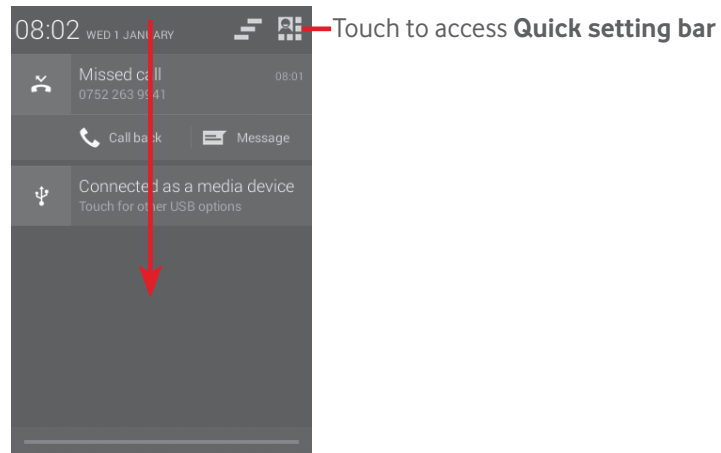 08:02 WED 1 JANUARY
Touch to access Quick setting bar
Missed call 08:01
0752 263 9941
Call back Message
Connected as a media device
Touch for other USB options